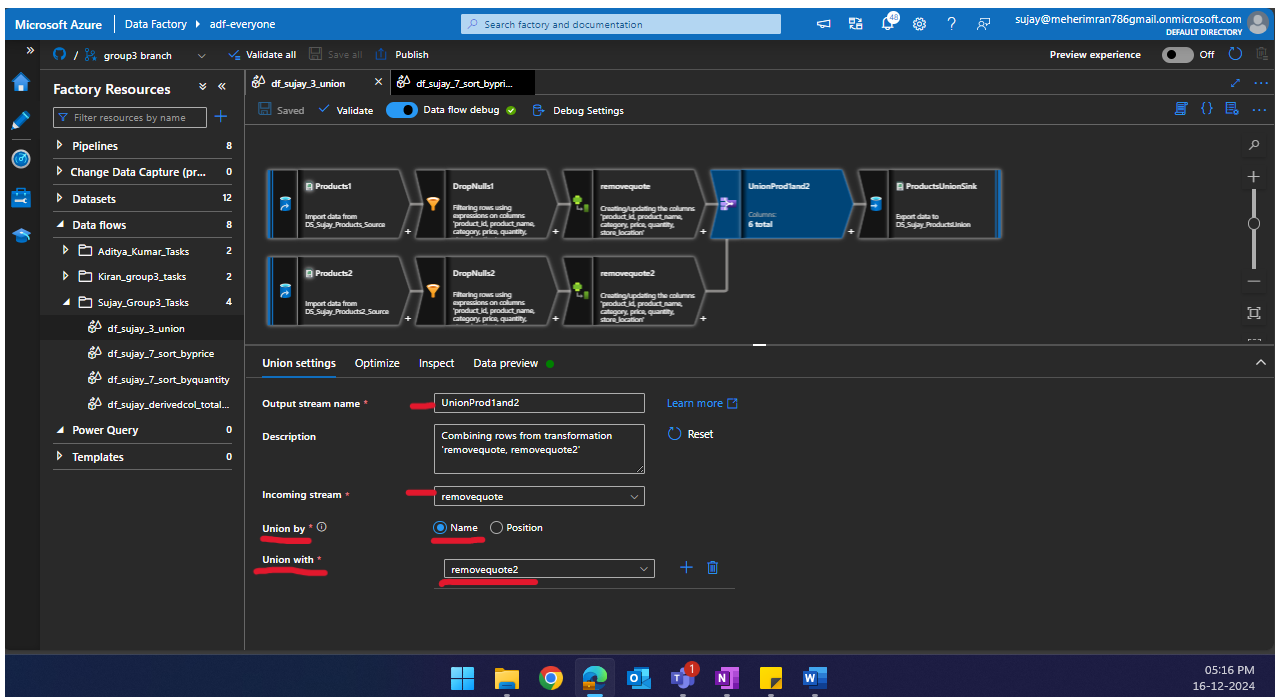 Microsoft Azure Data Factory adf-everyone Search factory and documentation 48 sujay@meherimran786gmail.onmicrosoft.com
DEFAULT DIRECTORY
» / group3 branch Validate all Save all Publish Preview experience Off
Factory Resources
Filter resources by name
Pipelines 8
Change Data Capture (pr... 0
Datasets 12
Data flows 8
Aditya_Kumar_Tasks 2
Kiran_group3_tasks 2
Sujay_Group3_Tasks 4
df_sujay_3_union
df_sujay_7_sort_byprice
df_sujay_7_sort_byquantity
df_sujay_derivedcol_total...
Power Query 0
Templates 0
df_sujay_3_union df_sujay_7_sort_bypri...
Saved Validate Data flow debug Debug Settings
Products1
Import data from
DS_Sujay_Products_Source
DropNulls1
Filtering rows using
expressions on columns
'product_id, product_name,
category, price, quantity,
removequote
Creating/updating the columns
'product_id, product_name,
category, price, quantity,
store_location'
UnionProd1and2
Columns:
6 total
ProductsUnionSink
Export data to
DS_Sujay_ProductsUnion
Products2
Import data from
DS_Sujay_Products2_Source
DropNulls2
Filtering rows using
expressions on columns
'product_id, product_name,
category, price, quantity,
removequote2
Creating/updating the columns
'product_id, product_name,
category, price, quantity,
store_location'
Union settings Optimize Inspect Data preview
Output stream name * UnionProd1and2 Learn more
Description Combining rows from transformation
'removequote, removequote2'
Reset
Incoming stream * removequote
Union by * Name Position
Union with * removequote2
1
05:16 PM
16-12-2024